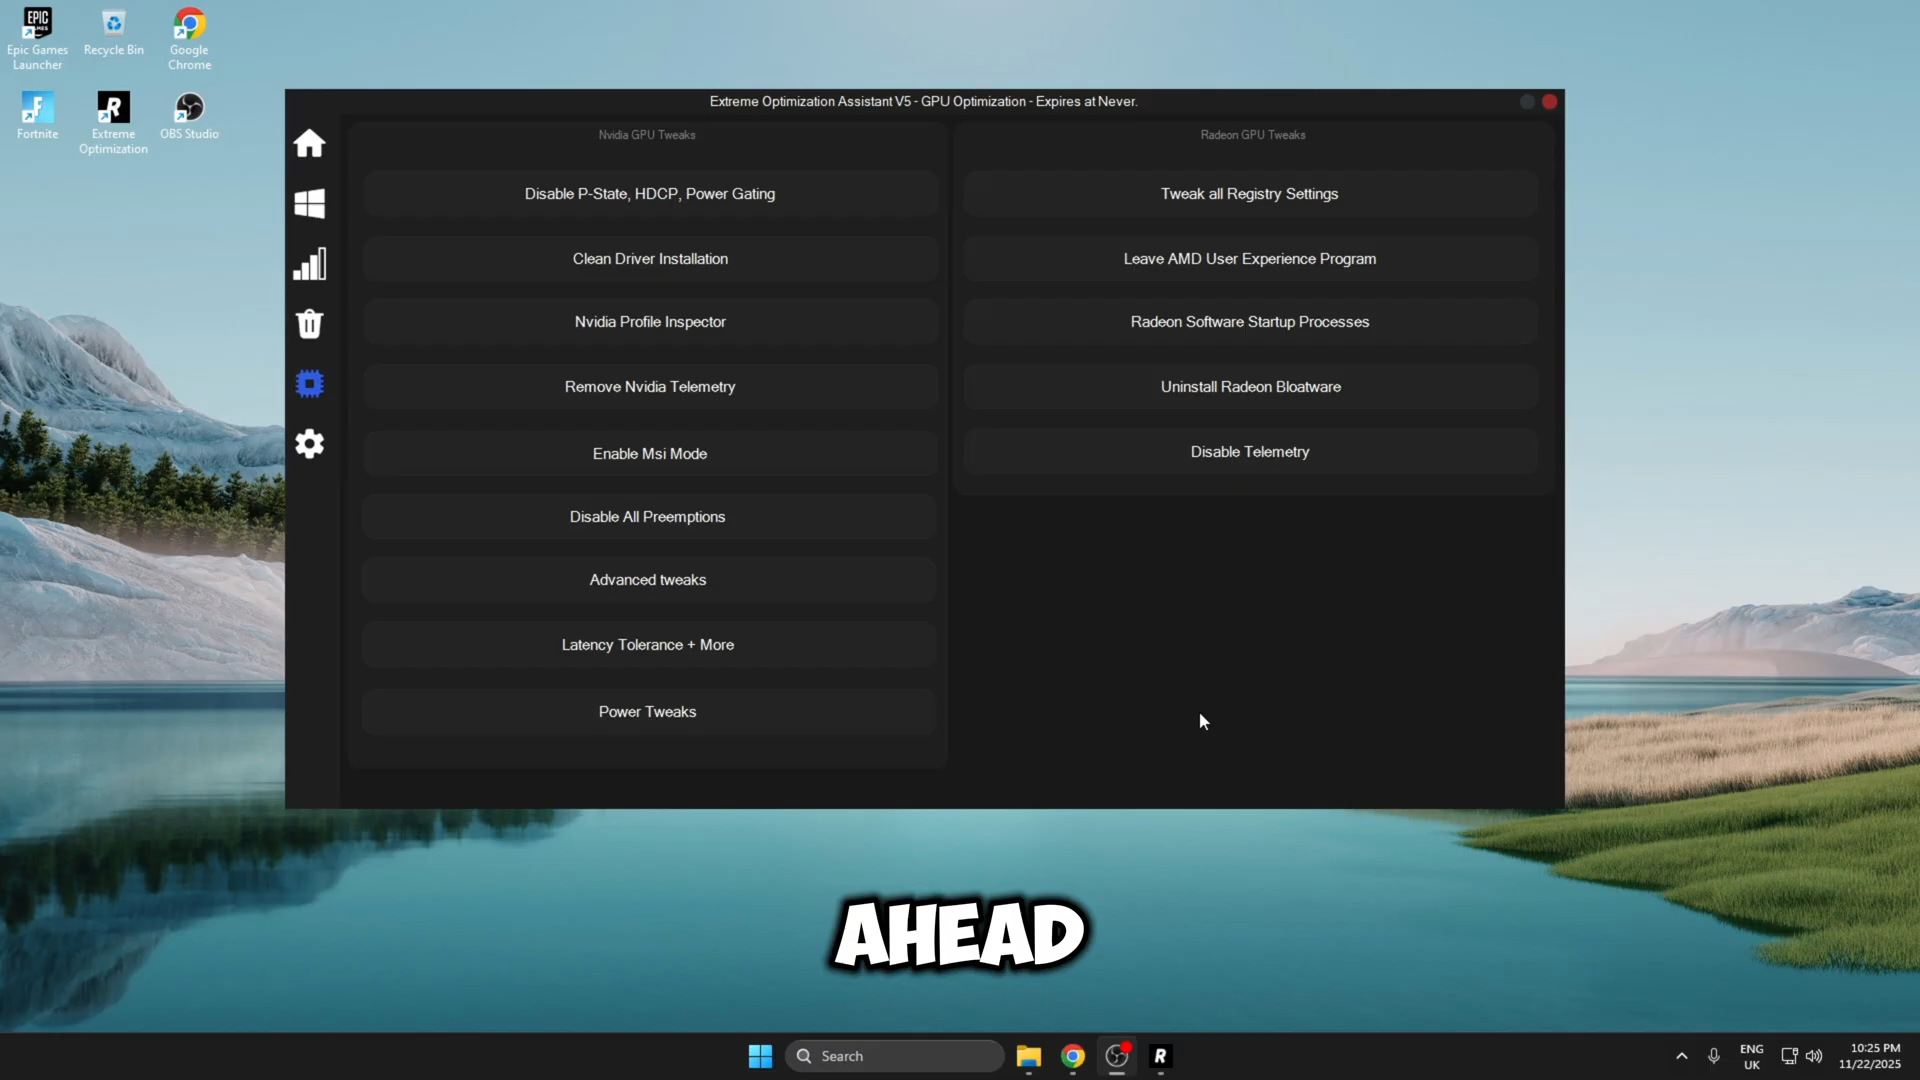 Epic Games
Launcher
Recycle Bin
Google
Chrome
Fortnite
Extreme
Optimization
OBS Studio
Extreme Optimization Assistant V5 - GPU Optimization - Expires at Never.
Nvidia GPU Tweaks
Disable P-State, HDCP, Power Gating
Clean Driver Installation
Nvidia Profile Inspector
Remove Nvidia Telemetry
Enable Msi Mode
Disable All Preemptions
Advanced tweaks
Latency Tolerance + More
Power Tweaks
Radeon GPU Tweaks
Tweak all Registry Settings
Leave AMD User Experience Program
Radeon Software Startup Processes
Uninstall Radeon Bloatware
Disable Telemetry
AHEAD
Search
ENG
UK
10:25 PM
11/22/2025